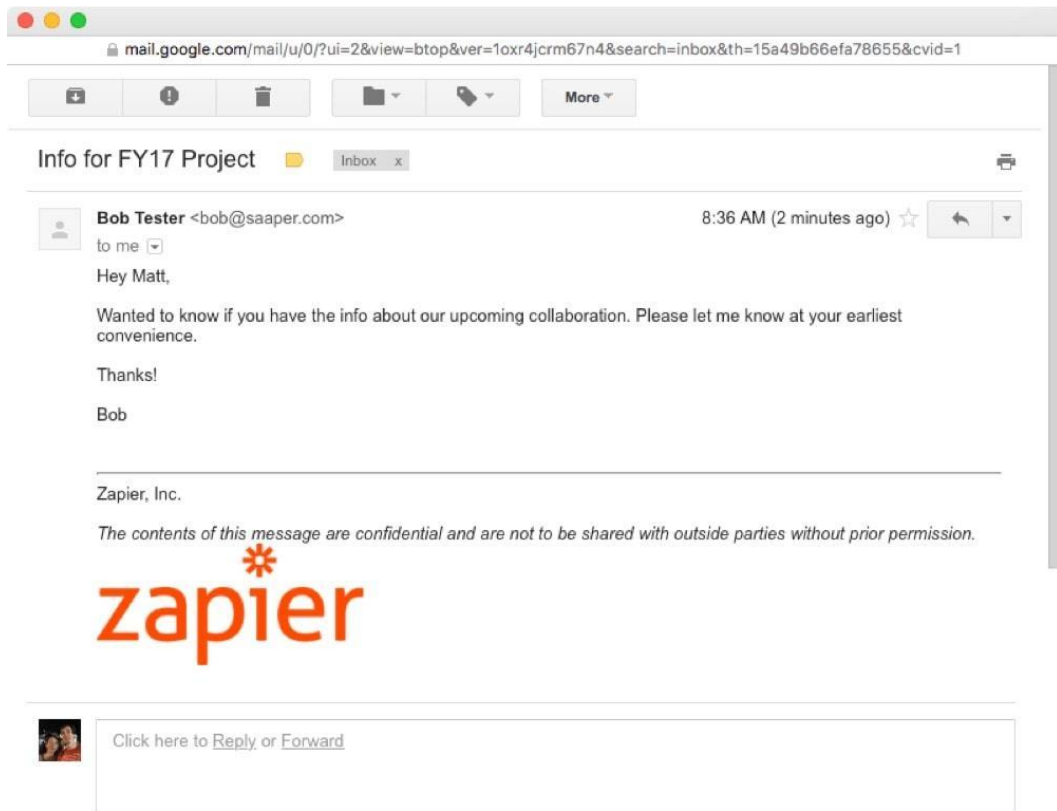 mail.google.com/mail/u/0/?ui=2&view=btop&ver=1oxr4jcrm67n4&search=inbox&th=15a49b66efa78655&cvid=1
More
Info for FY17 Project Inbox x
Bob Tester <bob@saaper.com> 8:36 AM (2 minutes ago)
to me
Hey Matt,
Wanted to know if you have the info about our upcoming collaboration. Please let me know at your earliest
convenience.
Thanks!
Bob
Zapier, Inc.
The contents of this message are confidential and are not to be shared with outside parties without prior permission.
zapier
Click here to Reply or Forward